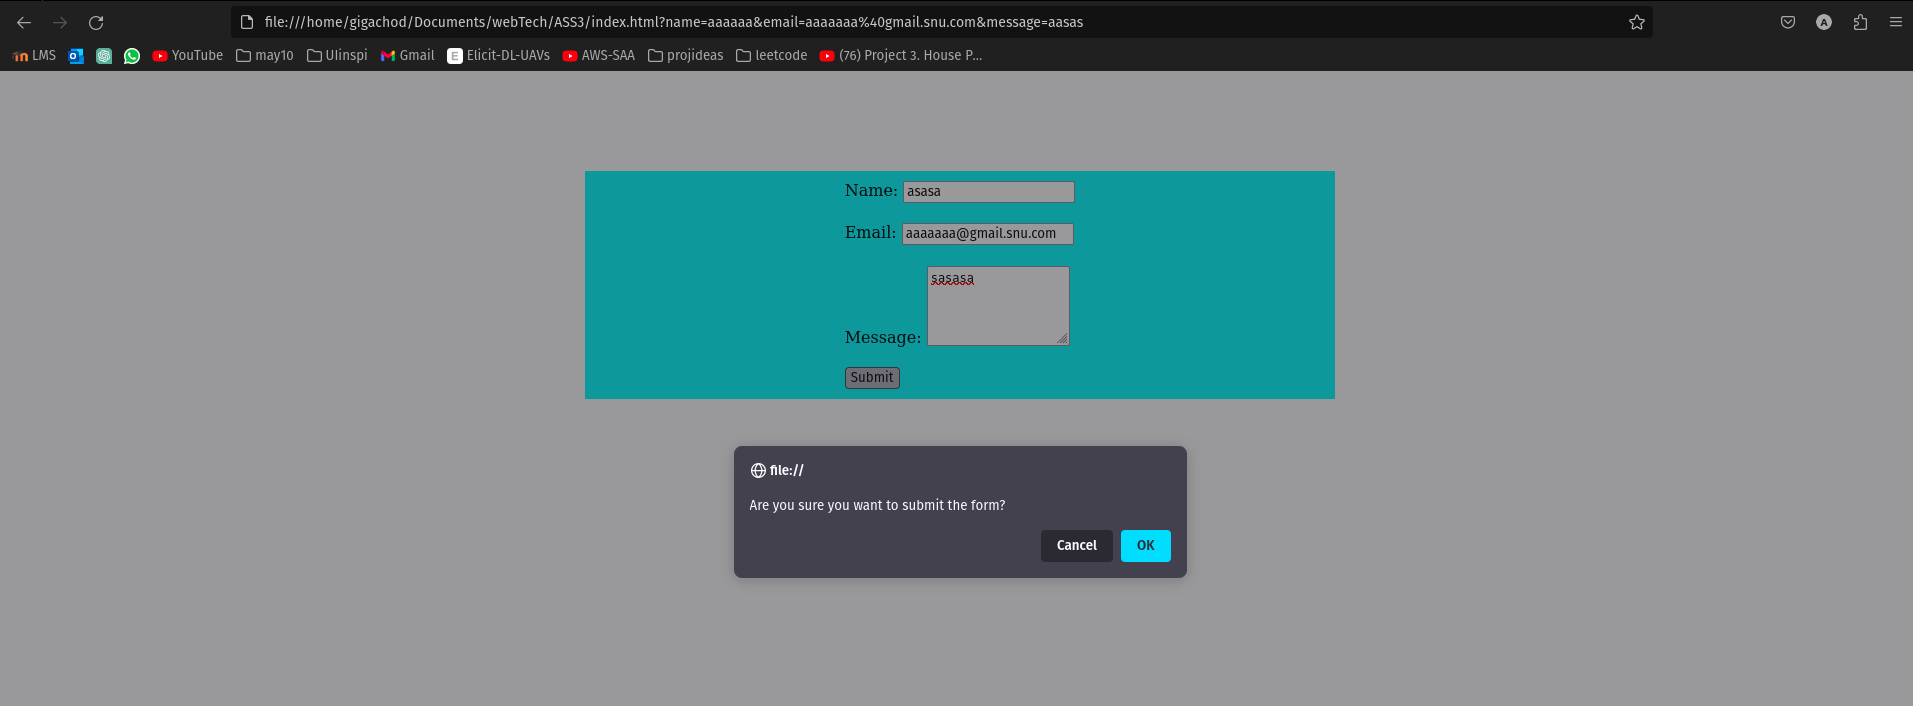 file:///home/gigachod/Documents/webTech/ASS3/index.html?name=aaaaaa&email=aaaaaaa%40gmail.snu.com&message=aasas
A
LMS YouTube may10 UIinspi Gmail E Elicit-DL-UAVs AWS-SAA projideas leetcode (76) Project 3. House P...
Name: asasa
Email: aaaaaaa@gmail.snu.com
sasasa
Message:
Submit
file://
Are you sure you want to submit the form?
Cancel OK